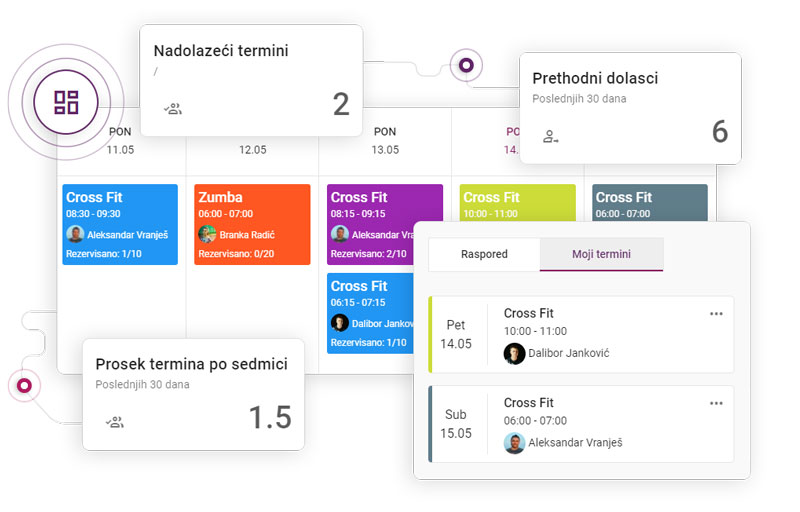 Nadolazeći termini
/
2
Prethodni dolasci
Poslednjih 30 dana
6
PON
11.05
12.05
PON
13.05
14.
Cross Fit
08:30 - 09:30
Aleksandar Vranješ
Rezervisano: 1/10
Zumba
06:00 - 07:00
Branka Radić
Rezervisano: 0/20
Cross Fit
08:15 - 09:15
Aleksandar Vra
Rezervisano: 2/10
Cross Fit
06:15 - 07:15
Dalibor Jankov
Rezervisano: 1/10
Cross Fit
10:00 - 11:00
Cross Fit
06:00 - 07:00
Prosek termina po sedmici
Poslednjih 30 dana
1.5
Raspored
Moji termini
Pet
14.05
Cross Fit
10:00 - 11:00
Dalibor Janković
Sub
15.05
Cross Fit
06:00 - 07:00
Aleksandar Vranješ